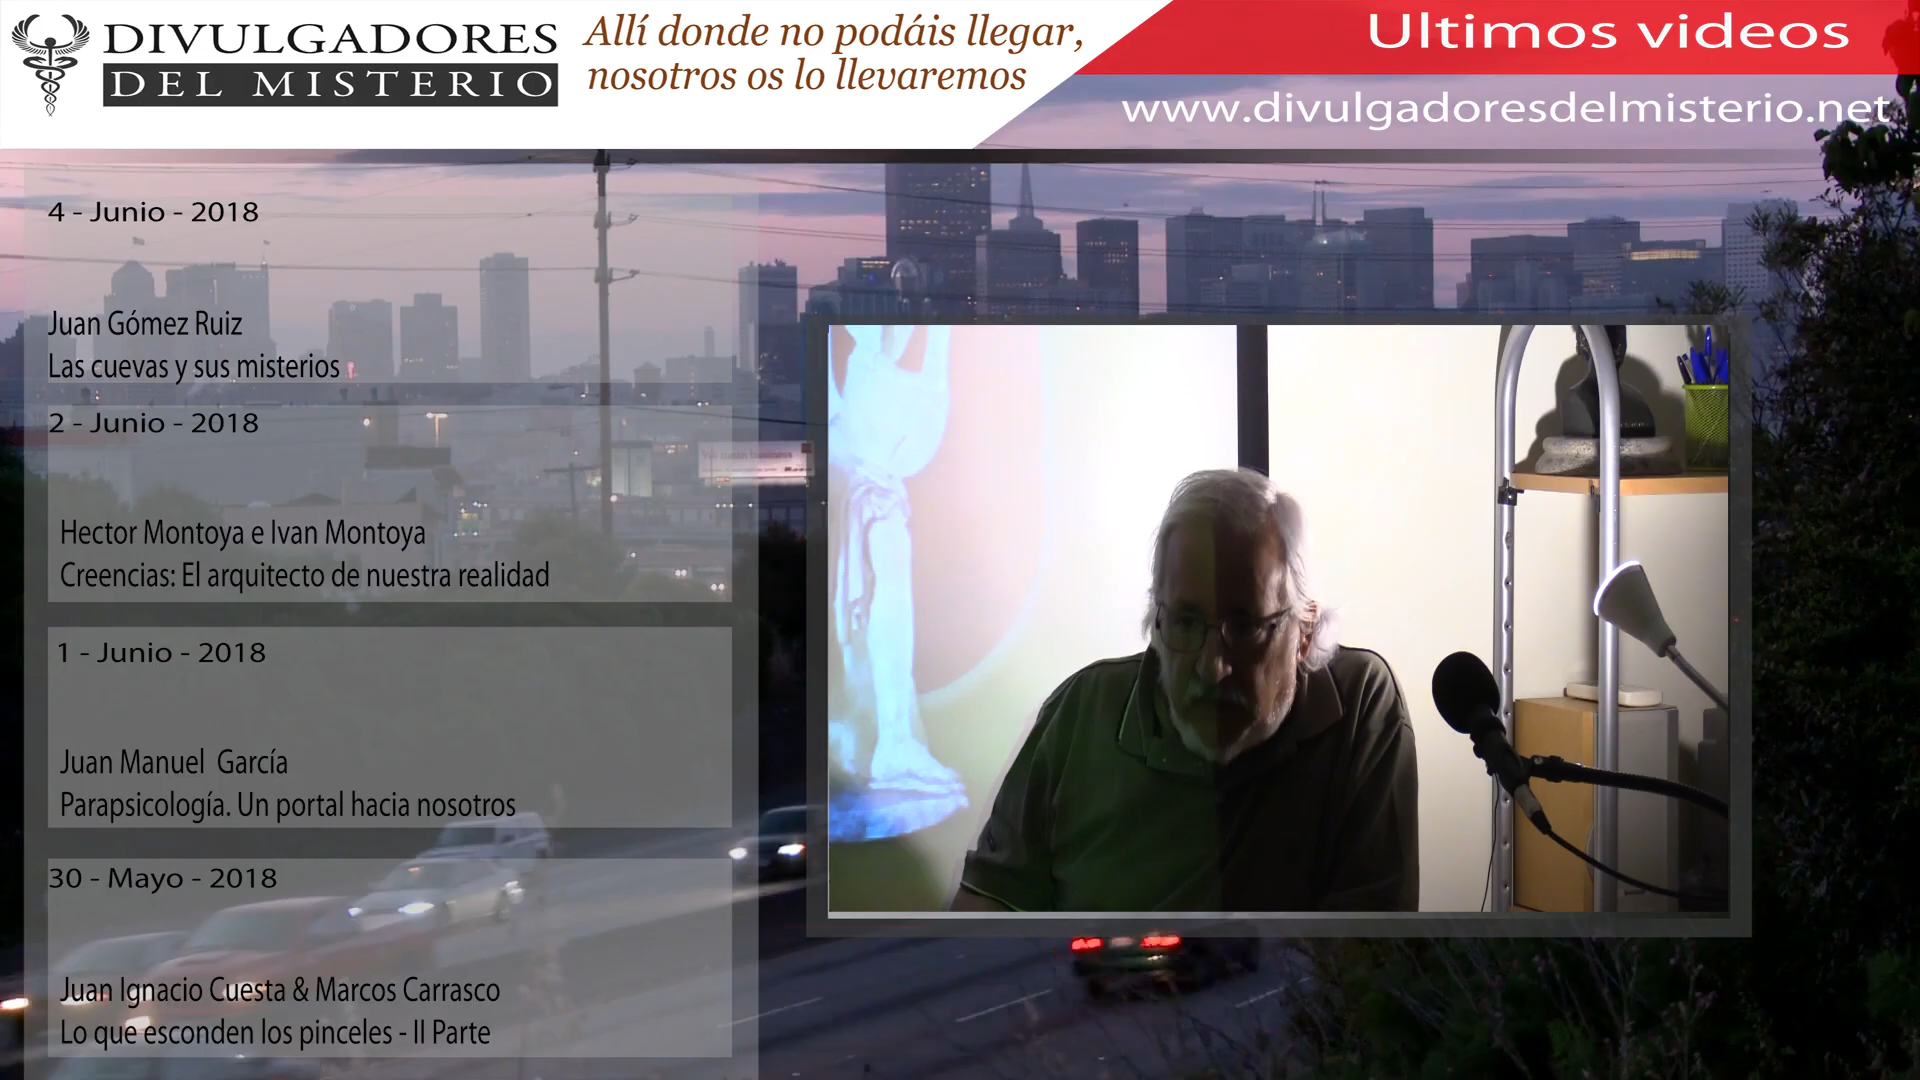 DIVULGADORES
DEL MISTERIO
Allí donde no podáis llegar,
nosotros os lo llevaremos
Ultimos videos
www.divulgadoresdelmisterio.net
4 - Junio - 2018
Juan Gómez Ruiz
Las cuevas y sus misterios
2 - Junio - 2018
Hector Montoya e Ivan Montoya
Creencias: El arquitecto de nuestra realidad
1 - Junio - 2018
Juan Manuel García
Parapsicología. Un portal hacia nosotros
30 - Mayo - 2018
Juan Ignacio Cuesta & Marcos Carrasco
Lo que esconden los pinceles - II Parte